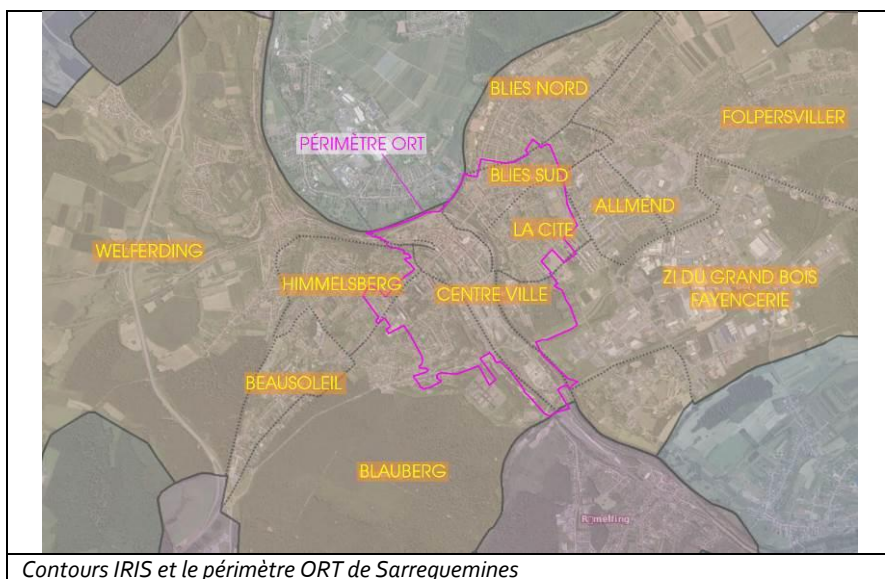 BLIES NORD
FOLPERSVILLER
PÉRIMÈTRE ORT
BLIES SUD
ALLMEND
LA CITE
WELFERDING
HIMMELSBERG
CENTRE-VILLE
ZI DU GRAND BOIS
FAYENCERIE
BEAUSOLEIL
BLAUBERG
Remelfing
Contours IRIS et le périmètre ORT de Sarreguemines